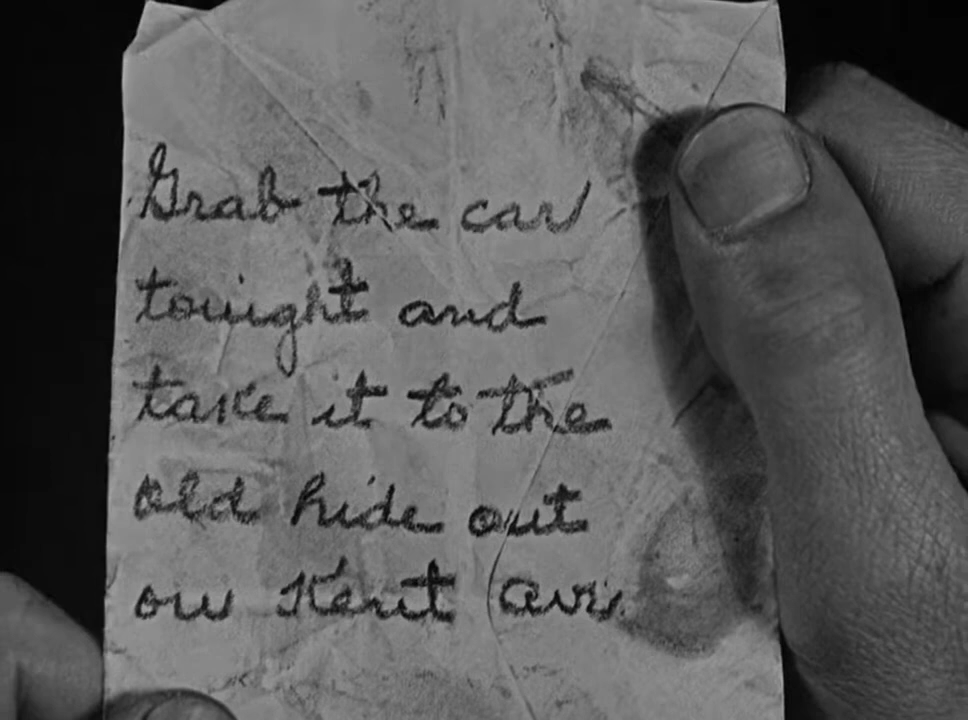 Grab the car
tonight and
take it to the
old hide out
on Kent Ave.